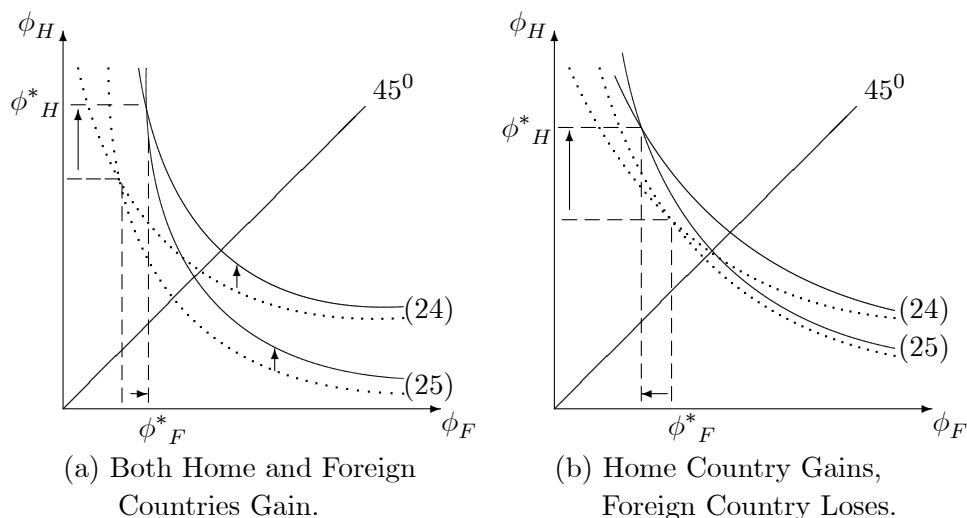 ϕ_H
ϕ*_H
45⁰
(24)
(25)
ϕ*_F
ϕ_F
(a) Both Home and Foreign
Countries Gain.
ϕ_H
ϕ*_H
45⁰
(24)
(25)
ϕ*_F
ϕ_F
(b) Home Country Gains,
Foreign Country Loses.